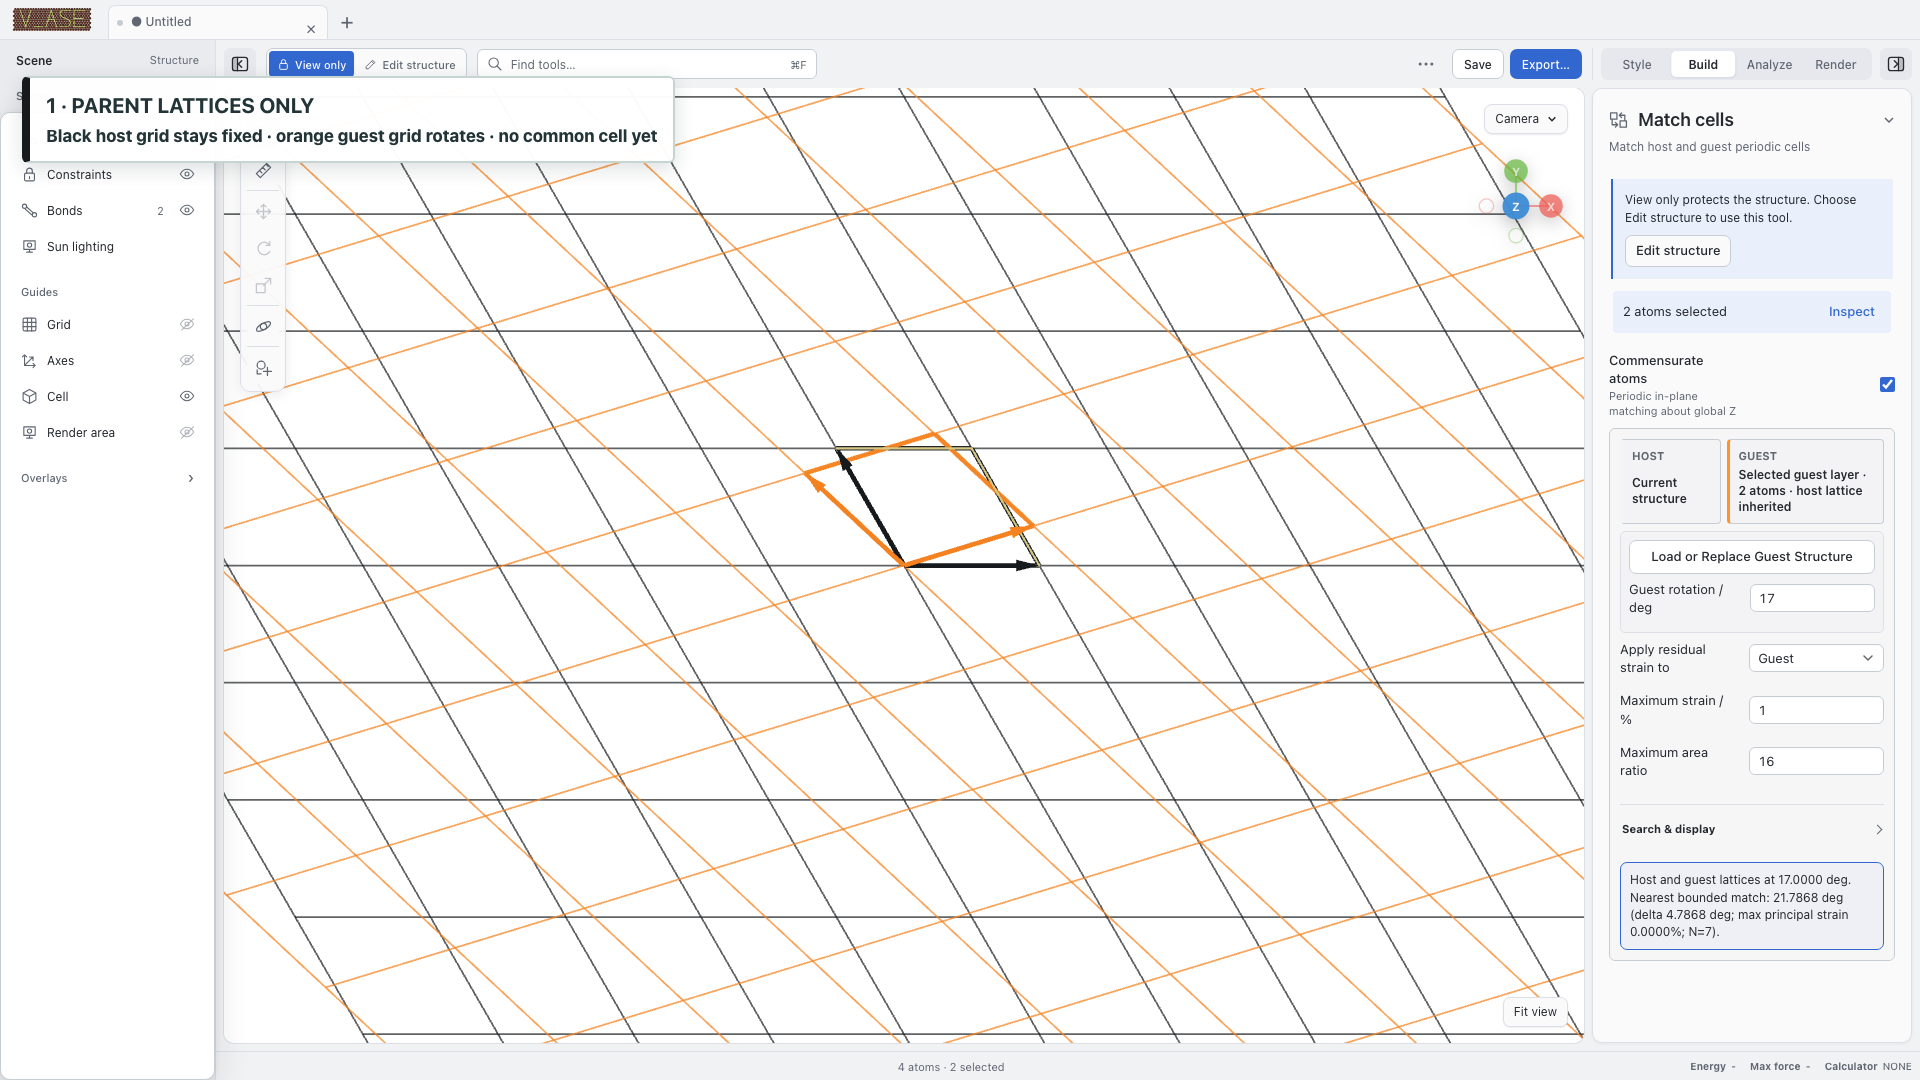 V_ASE
Untitled
Scene
Structure
View only
Edit structure
Find tools...
⌘F
Save
Export...
Style
Build
Analyze
Render
1 · PARENT LATTICES ONLY
Black host grid stays fixed · orange guest grid rotates · no common cell yet
Constraints
Bonds
2
Sun lighting
Guides
Grid
Axes
Cell
Render area
Overlays
Camera
Y
Z
X
Fit view
Match cells
Match host and guest periodic cells
View only protects the structure. Choose
Edit structure to use this tool.
Edit structure
2 atoms selected
Inspect
Commensurate
atoms
Periodic in-plane
matching about global Z
HOST
Current
structure
GUEST
Selected guest layer ·
2 atoms · host lattice
inherited
Load or Replace Guest Structure
Guest rotation /
deg
17
Apply residual
strain to
Guest
Maximum strain /
%
1
Maximum area
ratio
16
Search & display
Host and guest lattices at 17.0000 deg.
Nearest bounded match: 21.7868 deg
(delta 4.7868 deg; max principal strain
0.0000%; N=7).
4 atoms · 2 selected
Energy -
Max force -
Calculator NONE